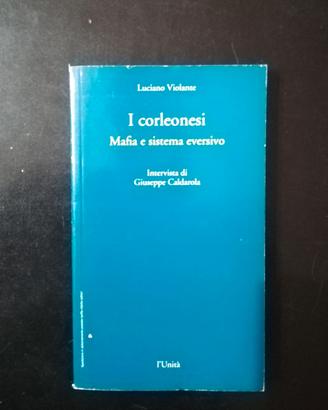 Luciano Violante
I corleonesi
Mafia e sistema eversivo
Intervista di
Giuseppe Caldarola
l'Unità